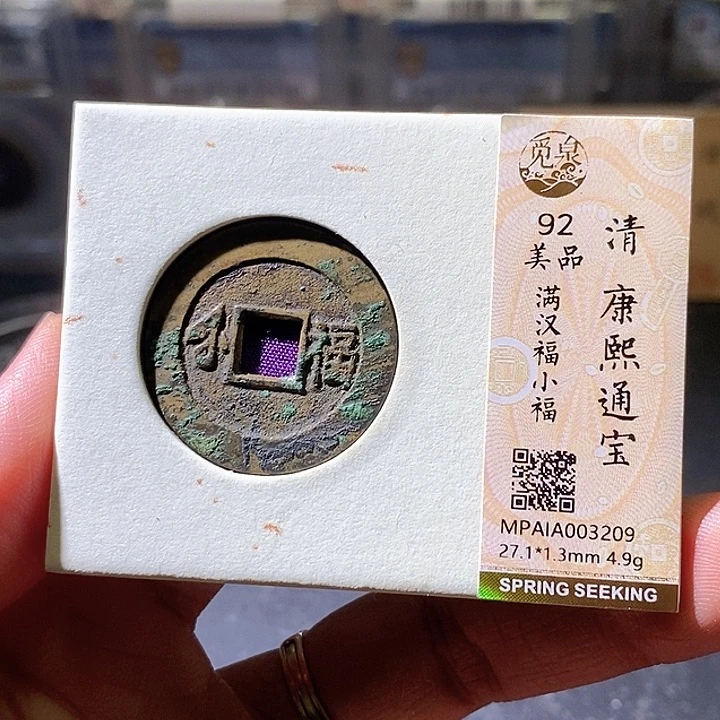 福
觅泉
92
美品
满汉福小福
清 康熙通宝
MPAIA003209
27.1*1.3mm 4.9g
SPRING SEEKING